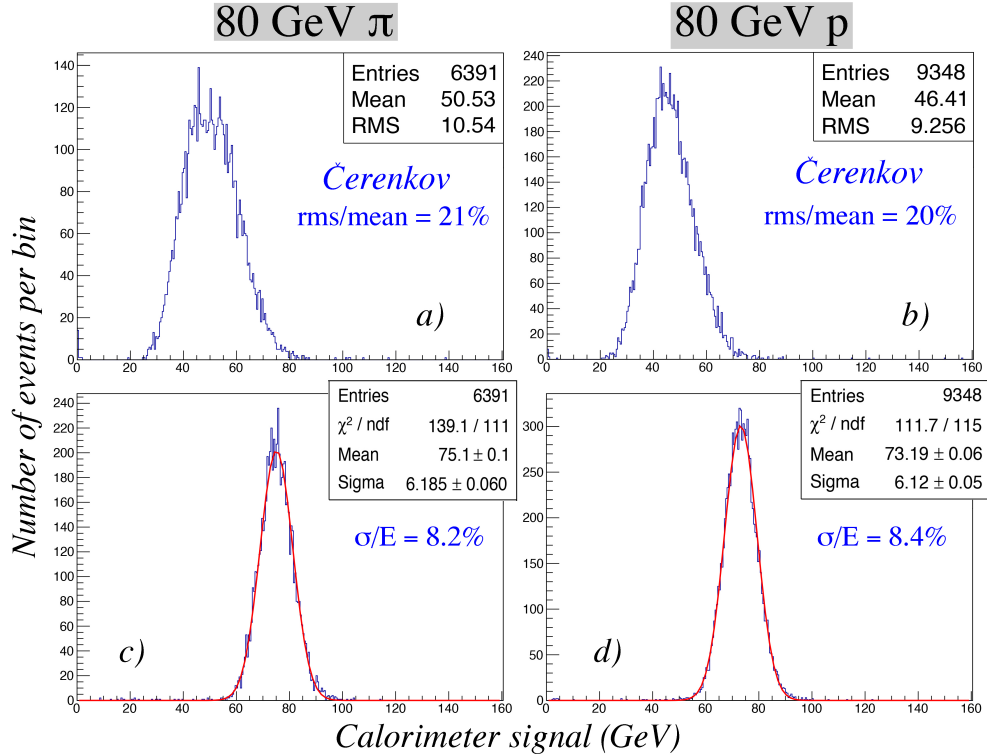 80 GeV π
80 GeV p
Number of events per bin
140
120
100
80
60
40
20
0
0 20 40 60 80 100 120 140 160
Entries 6391
Mean 50.53
RMS 10.54
Čerenkov
rms/mean = 21%
a)
240
220
200
180
160
140
120
100
80
60
40
20
0
0 20 40 60 80 100 120 140 160
Entries 9348
Mean 46.41
RMS 9.256
Čerenkov
rms/mean = 20%
b)
240
220
200
180
160
140
120
100
80
60
40
20
0
0 20 40 60 80 100 120 140 160
Entries 6391
χ² / ndf 139.1 / 111
Mean 75.1 ± 0.1
Sigma 6.185 ± 0.060
σ/E = 8.2%
c)
300
250
200
150
100
50
0
0 20 40 60 80 100 120 140 160
Entries 9348
χ² / ndf 111.7 / 115
Mean 73.19 ± 0.06
Sigma 6.12 ± 0.05
σ/E = 8.4%
d)
Calorimeter signal (GeV)